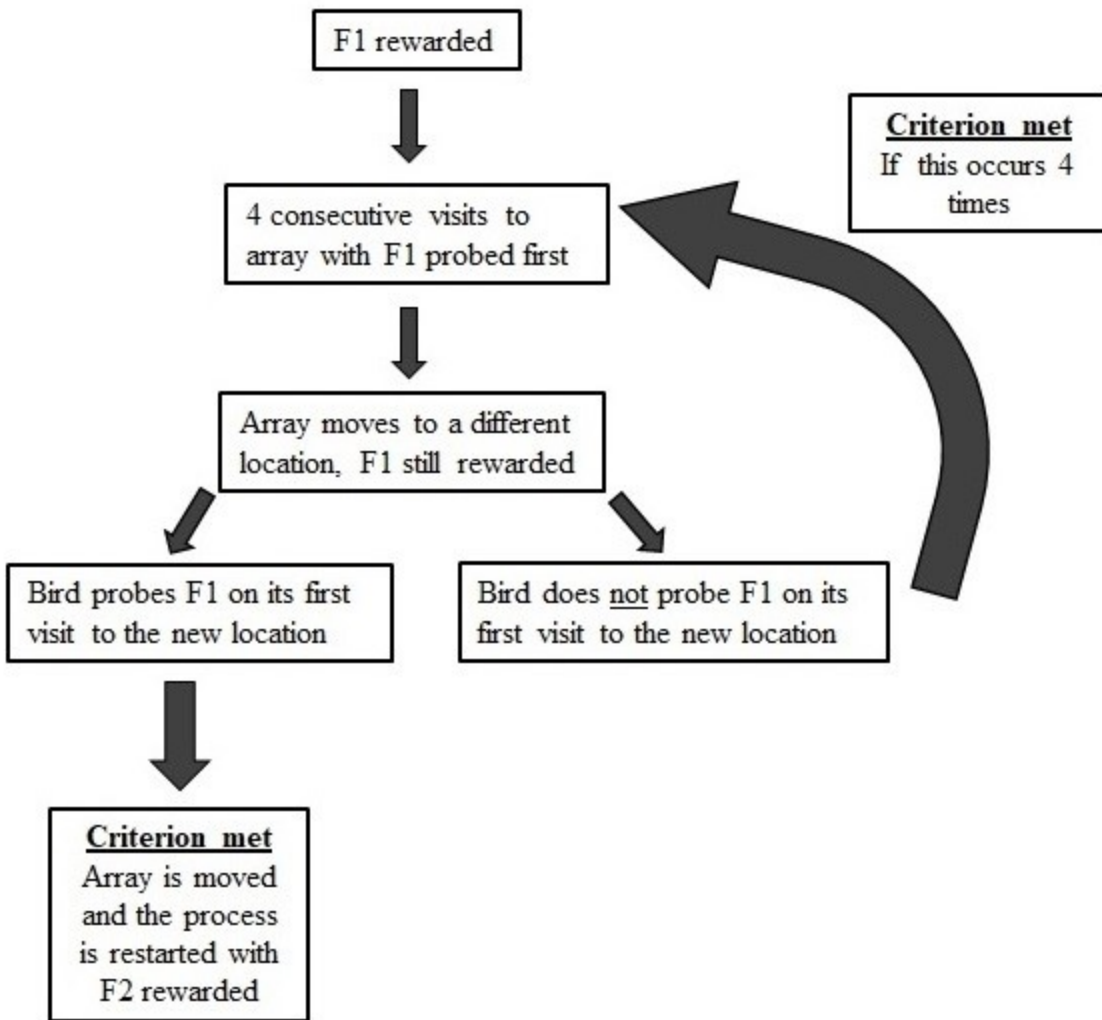 F1 rewarded
Criterion met
If this occurs 4
times
4 consecutive visits to
array with F1 probed first
Array moves to a different
location, F1 still rewarded
Bird probes F1 on its first
visit to the new location
Bird does not probe F1 on its
first visit to the new location
Criterion met
Array is moved
and the process
is restarted with
F2 rewarded